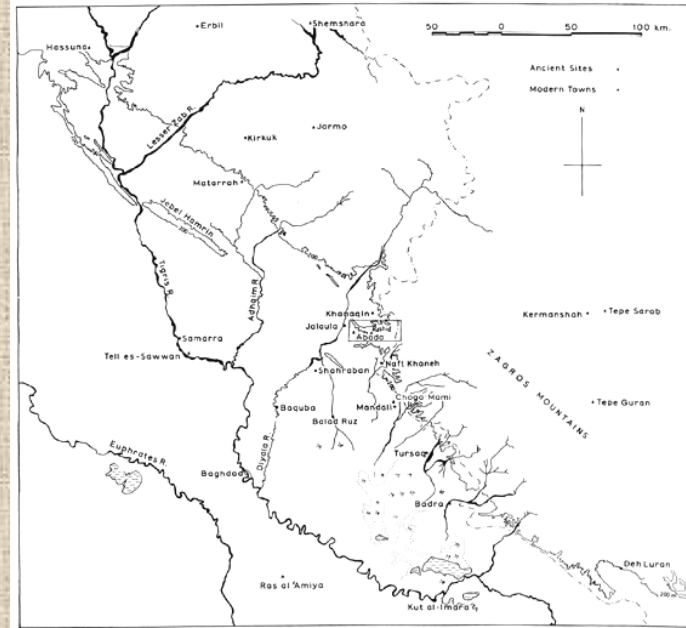 Erbil
Shemshara
50 0 50 100 km.
Hassuna
Ancient Sites
Modern Towns
N
Lesser Zab R.
Kirkuk
Jarmo
Matarrah
Jebel Hamrin
Tigris R.
Adhaim R.
Khanaqin
Kermanshah
Tepe Sarab
Jalaula
Abada
Samarra
Tell es-Sawwan
Naft Khaneh
ZAGROS MOUNTAINS
Shahraban
Choga Mami
Baquba
Mandali
Tepe Guran
Balad Ruz
Diyala R.
Euphrates R.
Tursaq
Baghdad
Badra
Deh Luran
200 m
Ras al 'Amiya
Kut al-Imara